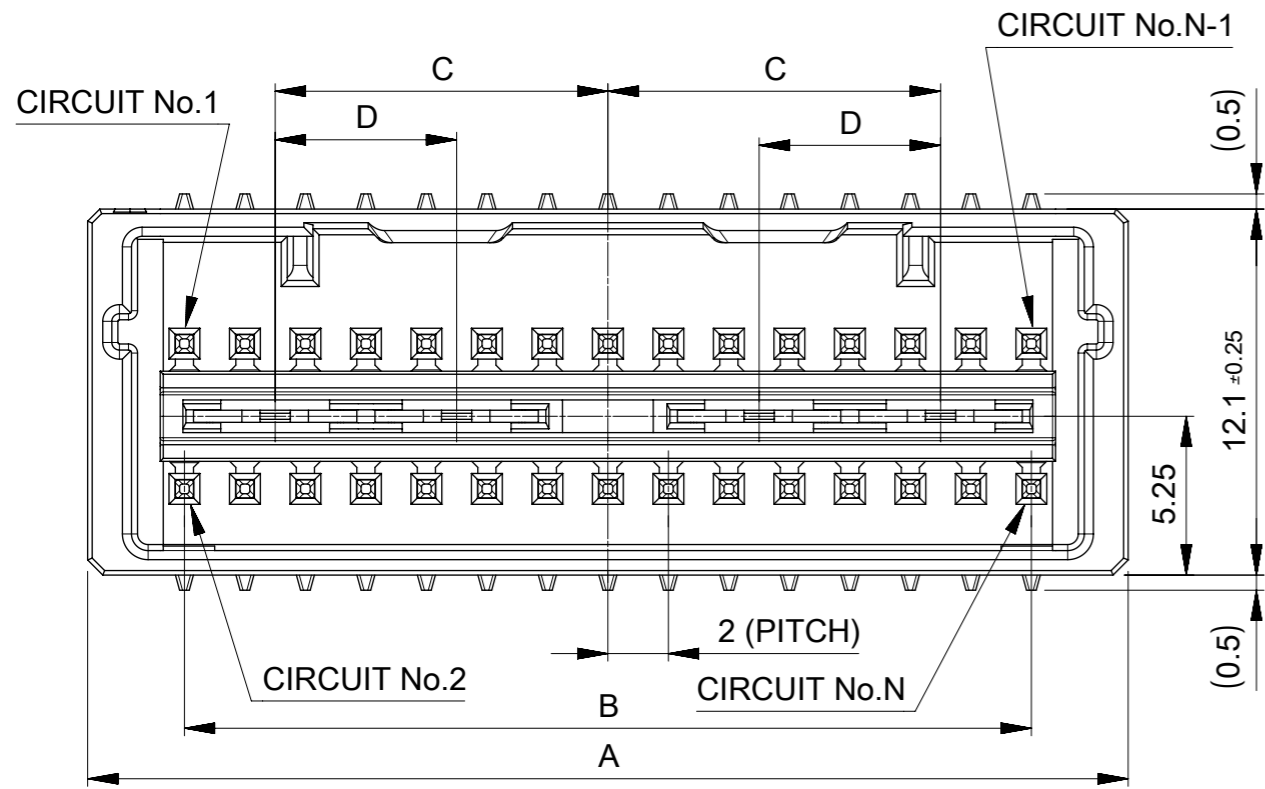 CIRCUIT No.N-1
C
C
CIRCUIT No.1
D
D
(0.5)
12.1 ±0.25
5.25
2 (PITCH)
CIRCUIT No.2
CIRCUIT No.N
(0.5)
B
A